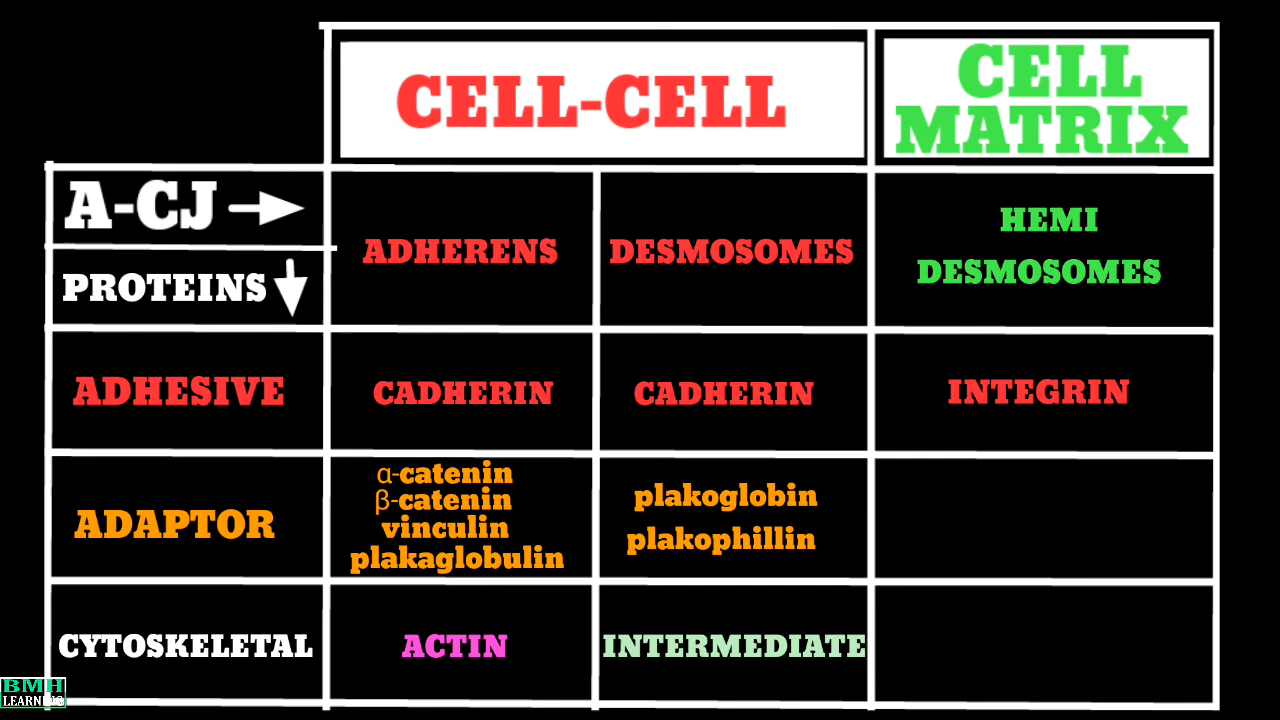 CELL-CELL
CELL
MATRIX
A-CJ
PROTEINS
ADHERENS
DESMOSOMES
HEMI
DESMOSOMES
ADHESIVE
CADHERIN
CADHERIN
INTEGRIN
ADAPTOR
α-catenin
β-catenin
vinculin
plakaglobulin
plakoglobin
plakophillin
CYTOSKELETAL
ACTIN
INTERMEDIATE
BMH
LEARNING